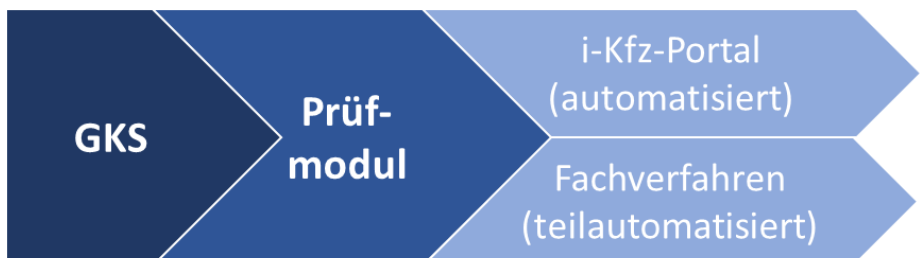 GKS
Prüf-
modul
i-Kfz-Portal
(automatisiert)
Fachverfahren
(teilautomatisiert)